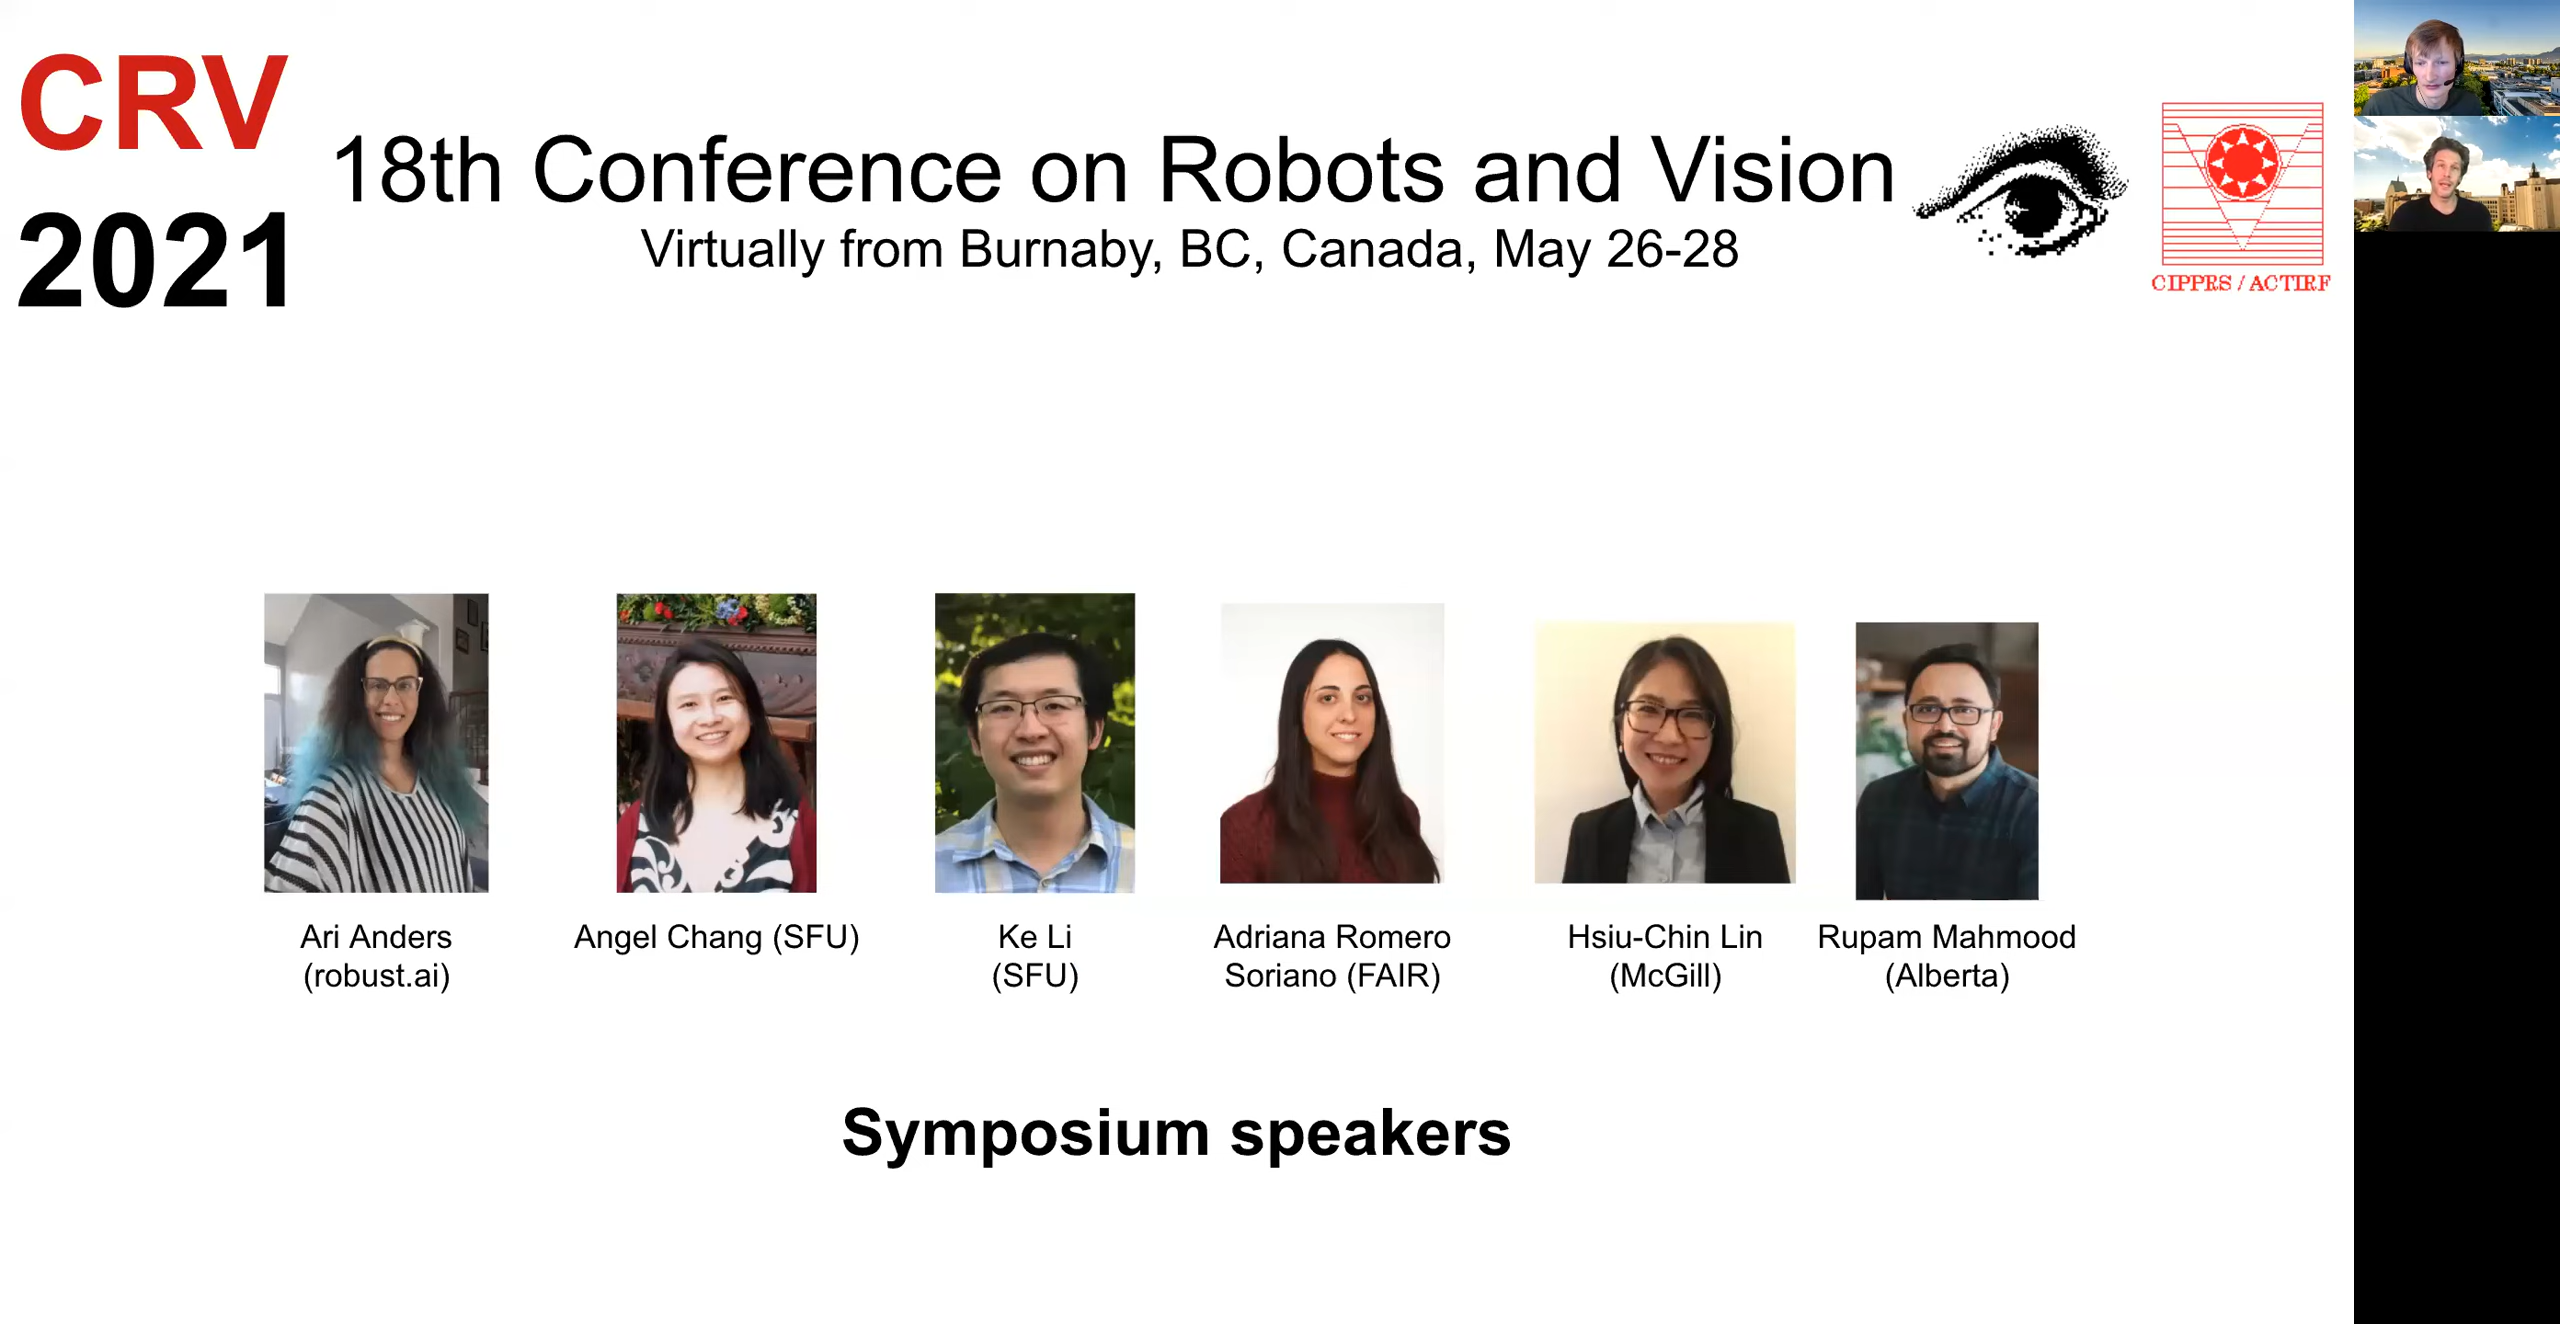 CRV
2021
18th Conference on Robots and Vision
Virtually from Burnaby, BC, Canada, May 26-28
CIPPRS / ACTIRF
Ari Anders
(robust.ai)
Angel Chang (SFU)
Ke Li
(SFU)
Adriana Romero
Soriano (FAIR)
Hsiu-Chin Lin
(McGill)
Rupam Mahmood
(Alberta)
Symposium speakers